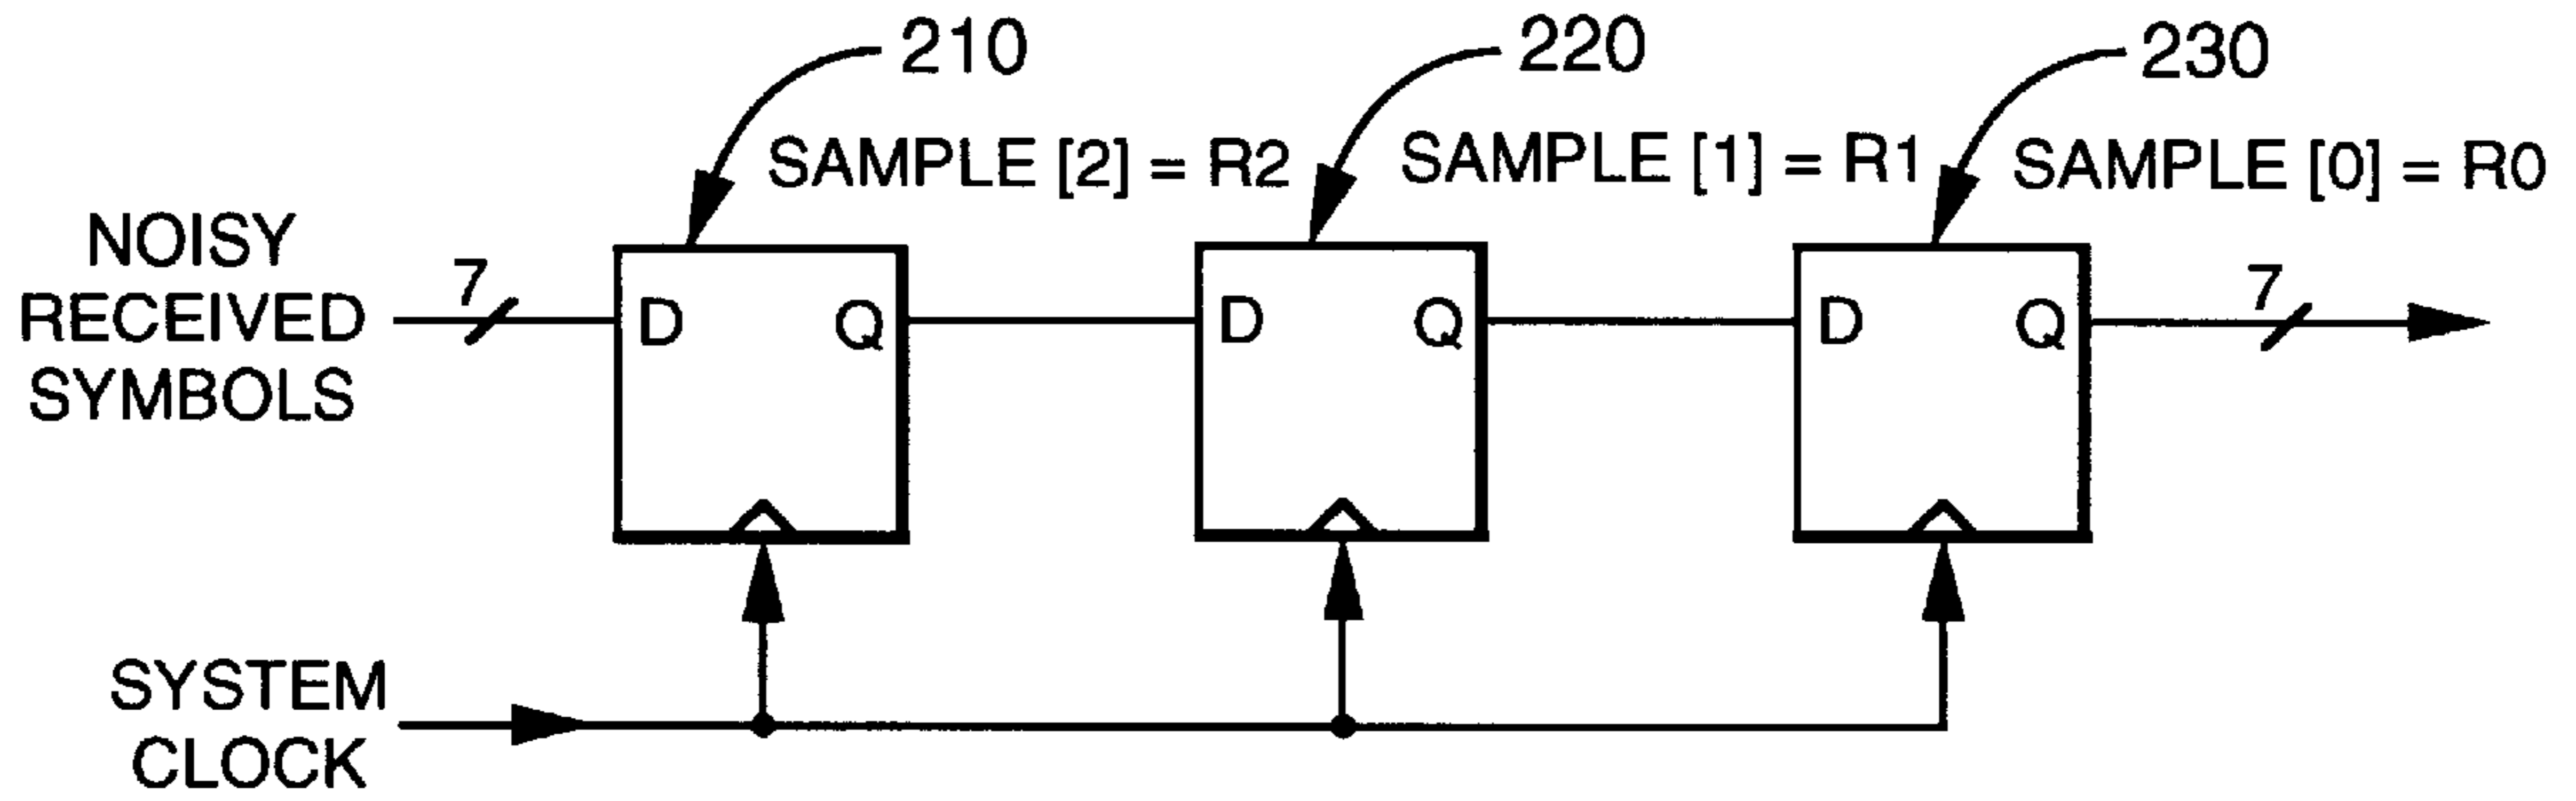 210
220
230
SAMPLE [2] = R2
SAMPLE [1] = R1
SAMPLE [0] = R0
NOISY
RECEIVED
SYMBOLS
7
D
Q
D
Q
D
Q
7
SYSTEM
CLOCK